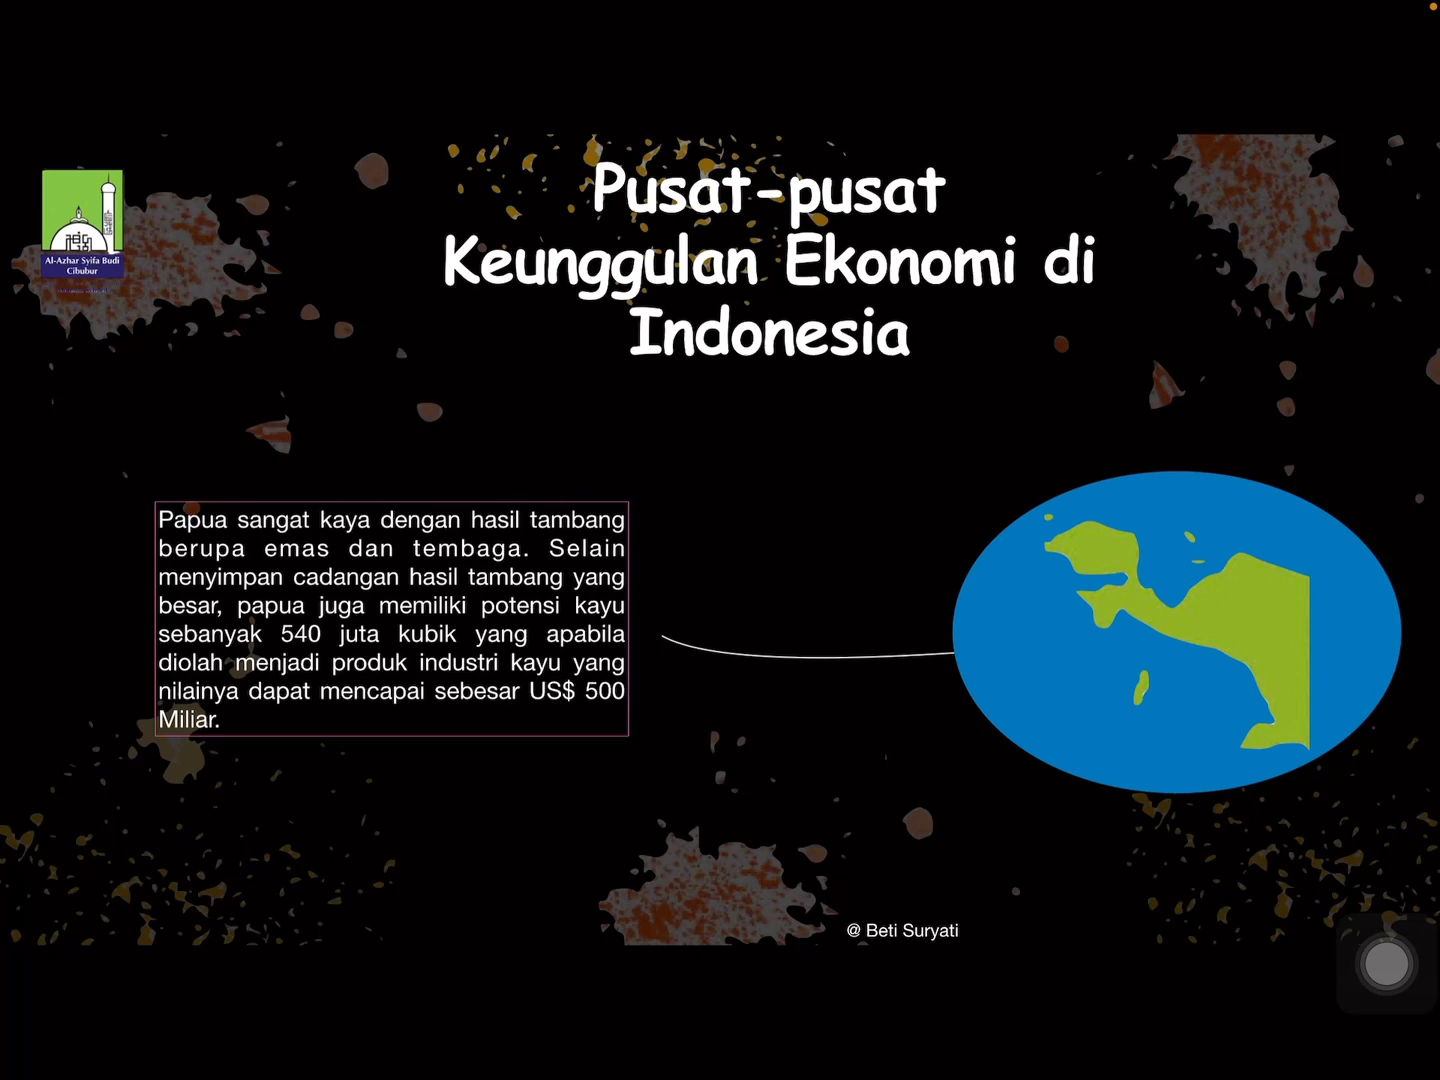 Pusat-pusat
Keunggulan Ekonomi di
Indonesia
Al-Azhar Syifa Budi
Cibubur
Papua sangat kaya dengan hasil tambang
berupa emas dan tembaga. Selain
menyimpan cadangan hasil tambang yang
besar, papua juga memiliki potensi kayu
sebanyak 540 juta kubik yang apabila
diolah menjadi produk industri kayu yang
nilainya dapat mencapai sebesar US$ 500
Miliar.
@ Beti Suryati